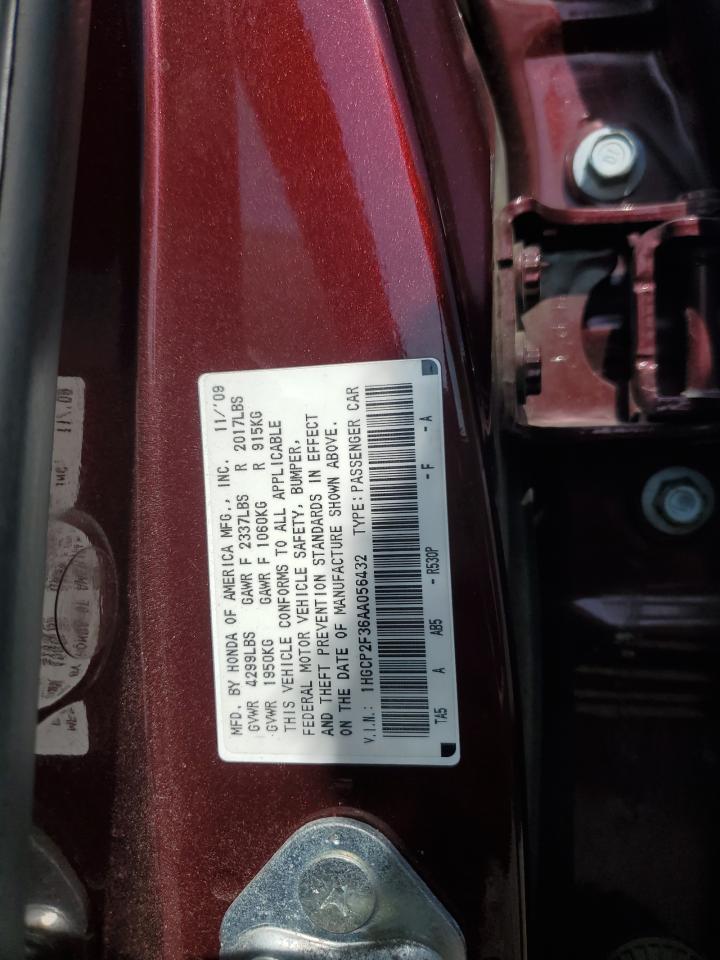 MFD. BY HONDA OF AMERICA MFG., INC. 11/'09
GVWR 4299LBS GAWR F 2337LBS R 2017LBS
GVWR 1950KG GAWR F 1060KG R 915KG
THIS VEHICLE CONFORMS TO ALL APPLICABLE
FEDERAL MOTOR VEHICLE SAFETY, BUMPER,
AND THEFT PREVENTION STANDARDS IN EFFECT
ON THE DATE OF MANUFACTURE SHOWN ABOVE.
V.I.N.: 1HGCP2F36AA056432 TYPE: PASSENGER CAR
TA5 A AB5 -R530P -F -A
10